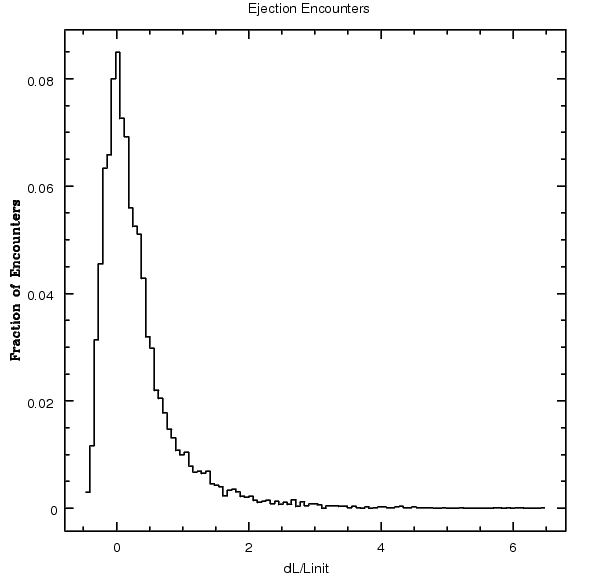 Ejection Encounters
Fraction of Encounters
0.08
0.06
0.04
0.02
0
0 2 4 6
dL/Linit